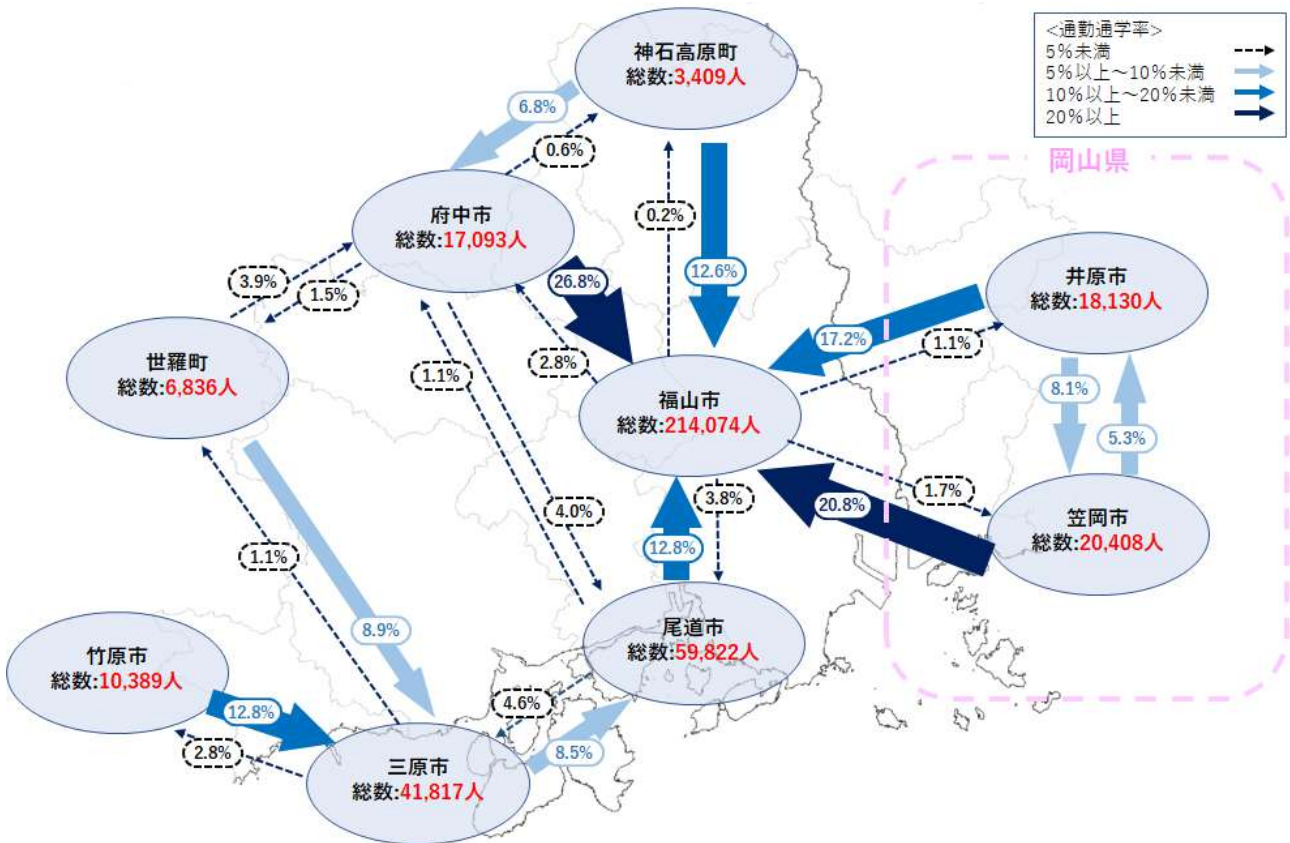 <通勤通学率>
5%未満
5%以上～10%未満
10%以上～20%未満
20%以上
神石高原町
総数:3,409人
6.8%
0.6%
岡山県
府中市
総数:17,093人
0.2%
12.6%
26.8%
3.9%
1.5%
井原市
総数:18,130人
17.2%
1.1%
2.8%
1.1%
世羅町
総数:6,836人
福山市
総数:214,074人
8.1%
5.3%
1.7%
20.8%
3.8%
4.0%
12.8%
笠岡市
総数:20,408人
1.1%
8.9%
尾道市
総数:59,822人
竹原市
総数:10,389人
12.8%
2.8%
4.6%
8.5%
三原市
総数:41,817人